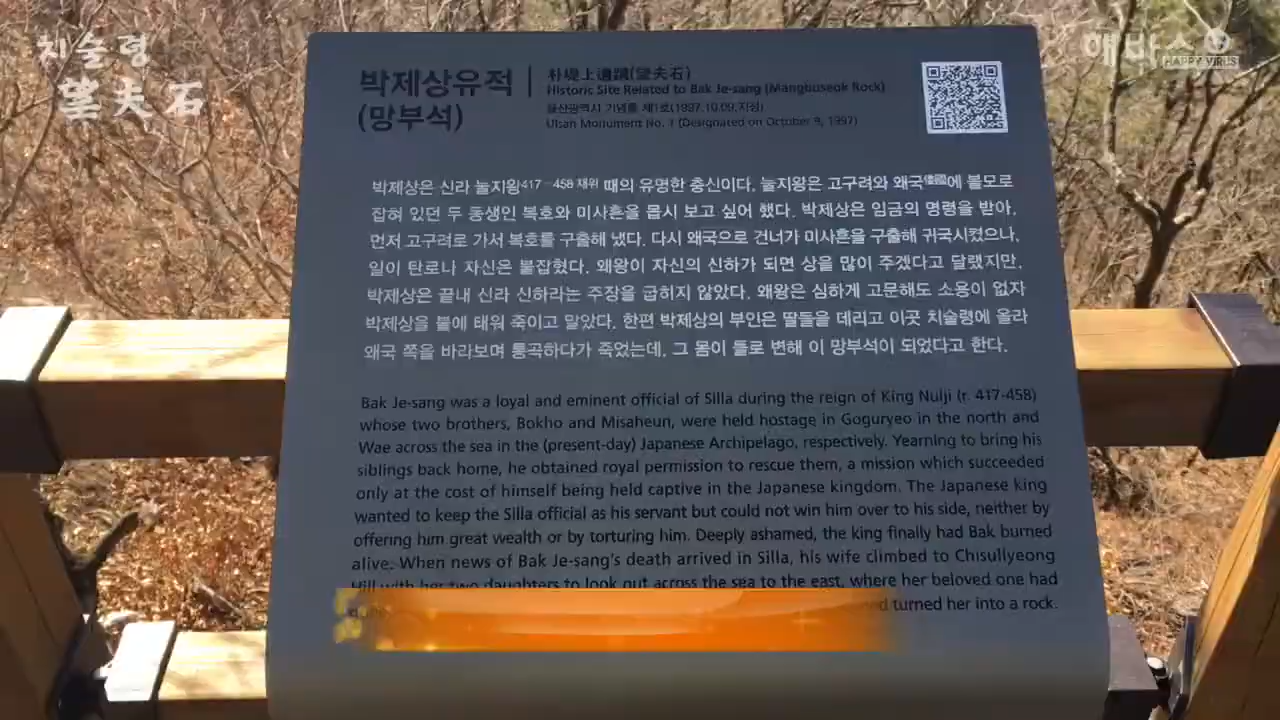 치술령
望夫石
해바스
HAPPY VIRUS
박제상유적
(망부석)
朴堤上遺蹟(望夫石)
Historic Site Related to Bak Je-sang (Mangbuseok Rock)
울산광역시 기념물 제1호(1997.10.09.지정)
Ulsan Monument No. 1 (Designated on October 9, 1997)
박제상은 신라 눌지왕417-458 재위 때의 유명한 충신이다. 눌지왕은 고구려와 왜국倭國에 볼모로
잡혀 있던 두 동생인 복호와 미사흔을 몹시 보고 싶어 했다. 박제상은 임금의 명령을 받아,
먼저 고구려로 가서 복호를 구출해 냈다. 다시 왜국으로 건너가 미사흔을 구출해 귀국시켰으나,
일이 탄로나 자신은 붙잡혔다. 왜왕이 자신의 신하가 되면 상을 많이 주겠다고 달랬지만,
박제상은 끝내 신라 신하라는 주장을 굽히지 않았다. 왜왕은 심하게 고문해도 소용이 없자
박제상을 불에 태워 죽이고 말았다. 한편 박제상의 부인은 딸들을 데리고 이곳 치술령에 올라
왜국 쪽을 바라보며 통곡하다가 죽었는데, 그 몸이 돌로 변해 이 망부석이 되었다고 한다.
Bak Je-sang was a loyal and eminent official of Silla during the reign of King Nulji (r. 417-458)
whose two brothers, Bokho and Misaheun, were held hostage in Goguryeo in the north and
Wae across the sea in the (present-day) Japanese Archipelago, respectively. Yearning to bring his
siblings back home, he obtained royal permission to rescue them, a mission which succeeded
only at the cost of himself being held captive in the Japanese kingdom. The Japanese king
wanted to keep the Silla official as his servant but could not win him over to his side, neither by
offering him great wealth or by torturing him. Deeply ashamed, the king finally had Bak burned
alive. When news of Bak Je-sang's death arrived in Silla, his wife climbed to Chisullyeong
Hill with her two daughters to look out across the sea to the east, where her beloved one had
turned her into a rock.